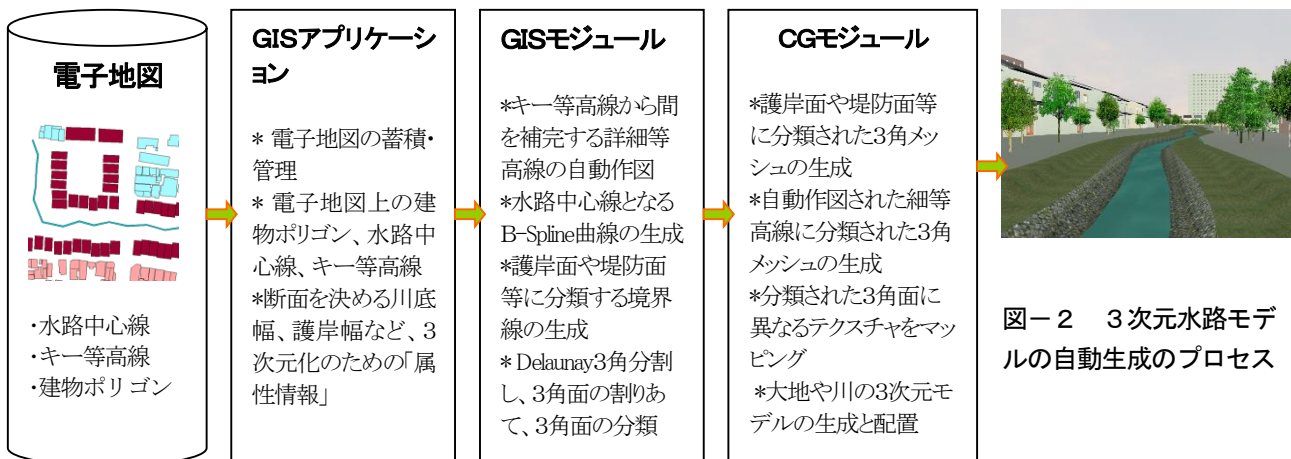 電子地図
・水路中心線
・キー等高線
・建物ポリゴン
GISアプリケーシ
ョン
* 電子地図の蓄積・
管理
* 電子地図上の建
物ポリゴン、水路中
心線、キー等高線
*断面を決める川底
幅、護岸幅など、３
次元化のための「属
性情報」
GISモジュール
*キー等高線から間
を補完する詳細等
高線の自動作図
*水路中心線となる
B-Spline曲線の生成
*護岸面や堤防面
等に分類する境界
線の生成
* Delaunay3角分割
し、3角面の割りあ
て、3角面の分類
CGモジュール
*護岸面や堤防面等
に分類された3角メッ
シュの生成
*自動作図された細等
高線に分類された3角
メッシュの生成
*分類された3角面に
異なるテクスチャをマッ
ピング
*大地や川の3次元モ
デルの生成と配置
図－２　３次元水路モデ
ルの自動生成のプロセス